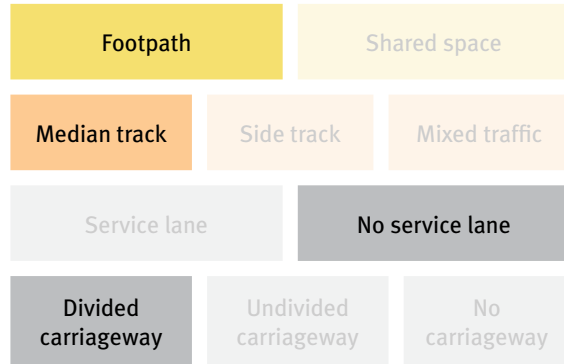 Footpath
Shared space
Median track
Side track
Mixed traffic
Service lane
No service lane
Divided
carriageway
Undivided
carriageway
No
carriageway